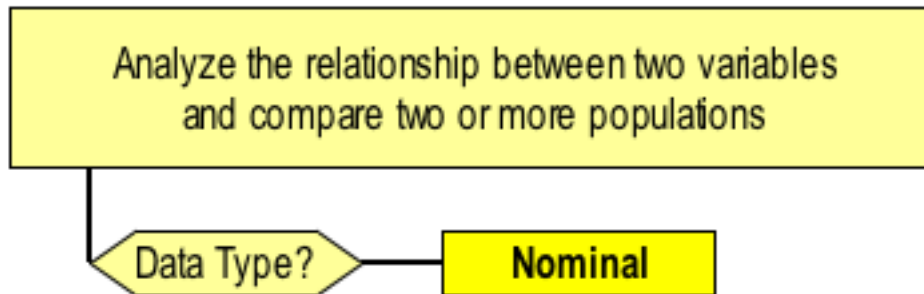 Analyze the relationship between two variables
and compare two or more populations
Data Type?
Nominal